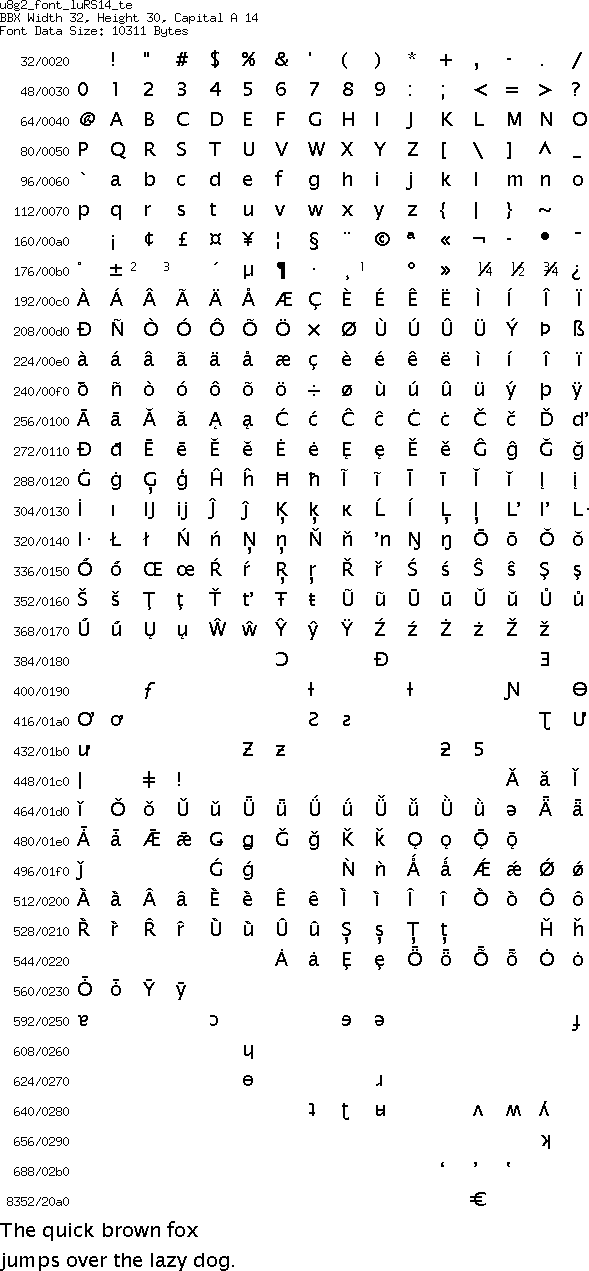 u8g2_font_luRS14_te
BBX Width 32, Height 30, Capital A 14
Font Data Size: 10311 Bytes
32/0020 ! " # $ % & ' ( ) * + , - . /
48/0030 0 1 2 3 4 5 6 7 8 9 : ; < = > ?
64/0040 @ A B C D E F G H I J K L M N O
80/0050 P Q R S T U V W X Y Z [ \ ] ^ _
96/0060 ` a b c d e f g h i j k l m n o
112/0070 p q r s t u v w x y z { | } ~
160/00a0 ¡ ¢ £ ¤ ¥ ¦ § ¨ © ª « ¬ - ® ¯
176/00b0 ° ± ² ³ ´ µ ¶ · ¸ ¹ º » ¼ ½ ¾ ¿
192/00c0 À Á Â Ã Ä Å Æ Ç È É Ê Ë Ì Í Î Ï
208/00d0 Ð Ñ Ò Ó Ô Õ Ö × Ø Ù Ú Û Ü Ý Þ ß
224/00e0 à á â ã ä å æ ç è é ê ë ì í î ï
240/00f0 ð ñ ò ó ô õ ö ÷ ø ù ú û ü ý þ ÿ
256/0100 Ā ā Ă ă Ą ą Ć ć Ĉ ĉ Ċ ċ Č č Ď ď
272/0110 Đ đ Ē ē Ĕ ĕ Ė ė Ę ę Ě ě Ĝ ĝ Ğ ğ
288/0120 Ġ ġ Ģ ģ Ĥ ĥ Ħ ħ Ĩ ĩ Ī ī Ĭ ĭ Į į
304/0130 İ ı Ĳ ĳ Ĵ ĵ Ķ ķ ĸ Ĺ ĺ Ļ ļ Ľ ľ Ŀ
320/0140 ŀ Ł ł Ń ń Ņ ņ Ň ň ŉ Ŋ ŋ Ō ō Ŏ ŏ
336/0150 Ő ő Œ œ Ŕ ŕ Ŗ ŗ Ř ř Ś ś Ŝ ŝ Ş ş
352/0160 Š š Ţ ţ Ť ť Ŧ ŧ Ũ ũ Ū ū Ŭ ŭ Ů ů
368/0170 Ű ű Ų ų Ŵ ŵ Ŷ ŷ Ÿ Ź ź Ż ż Ž ž
384/0180 Ɔ Ɖ Ǝ
400/0190 ƒ Ɨ ƚ Ɲ Ɵ
416/01a0 Ơ ơ Ƨ ƨ Ʈ Ư
432/01b0 ư Ƶ ƶ ƻ Ƽ
448/01c0 ǀ ǂ ǃ Ǎ ǎ Ǐ
464/01d0 ǐ Ǒ ǒ Ǔ ǔ Ǖ ǖ Ǘ ǘ Ǚ ǚ Ǜ ǜ ǝ Ǟ ǟ
480/01e0 Ǡ ǡ Ǣ ǣ Ǥ ǥ Ǧ ǧ Ǩ ǩ Ǫ ǫ Ǭ ǭ
496/01f0 ǰ Ǵ ǵ Ǹ ǹ Ǻ ǻ Ǽ ǽ Ǿ ǿ
512/0200 Ȁ ȁ Ȃ ȃ Ȅ ȅ Ȇ ȇ Ȉ ȉ Ȋ ȋ Ȍ ȍ Ȏ ȏ
528/0210 Ȑ ȑ Ȓ ȓ Ȕ ȕ Ȗ ȗ Ș ș Ț ț Ȟ ȟ
544/0220 Ȧ ȧ Ȩ ȩ Ȫ ȫ Ȭ ȭ Ȯ ȯ
560/0230 Ȱ ȱ Ȳ ȳ
592/0250 ɐ ɔ ɘ ə ɟ
608/0260 ɥ
624/0270 ɵ ɹ
640/0280 ʇ ʈ ʉ ʌ ʍ ʎ
656/0290 ʞ
688/02b0 ʻ ʼ ʽ
8352/20a0 €
The quick brown fox
jumps over the lazy dog.